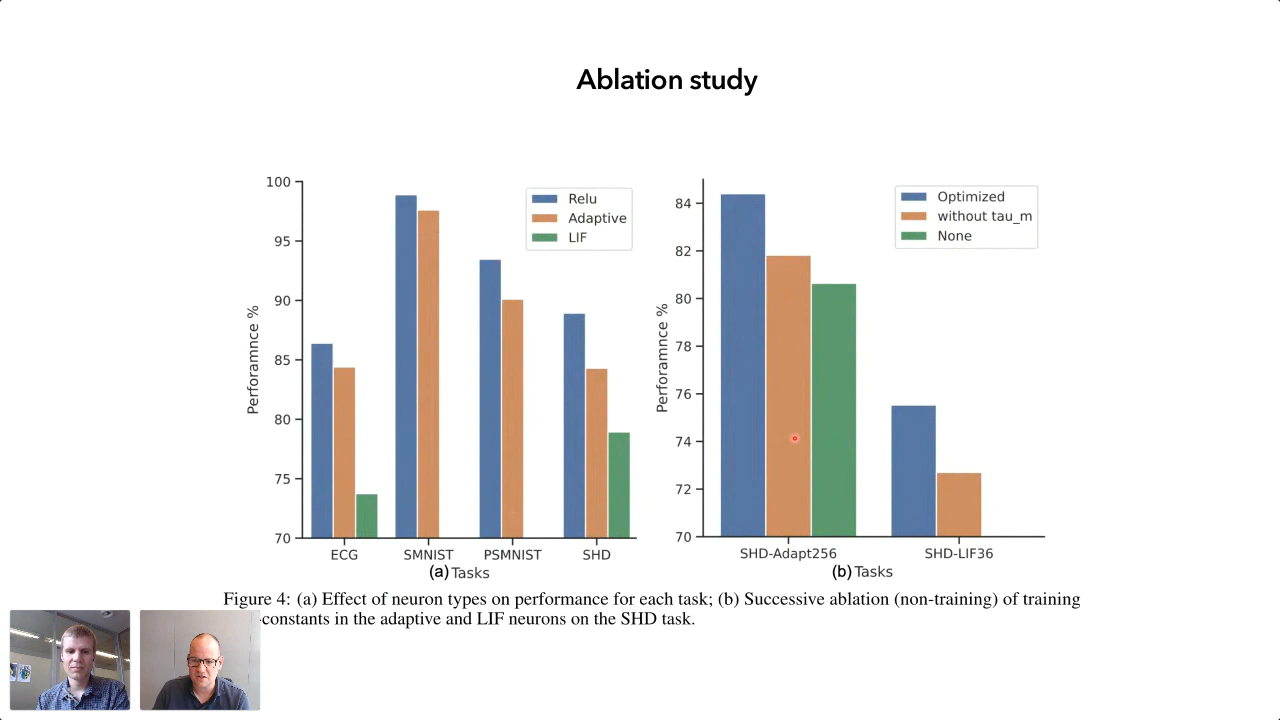 Ablation study
100
95
90
85
80
75
70
Perforamnce %
Relu
Adaptive
LIF
ECG
SMNIST
PSMNIST
SHD
(a) Tasks
84
82
80
78
76
74
72
70
Perforamnce %
Optimized
without tau_m
None
SHD-Adapt256
SHD-LIF36
(b) Tasks
Figure 4: (a) Effect of neuron types on performance for each task; (b) Successive ablation (non-training) of training
-constants in the adaptive and LIF neurons on the SHD task.